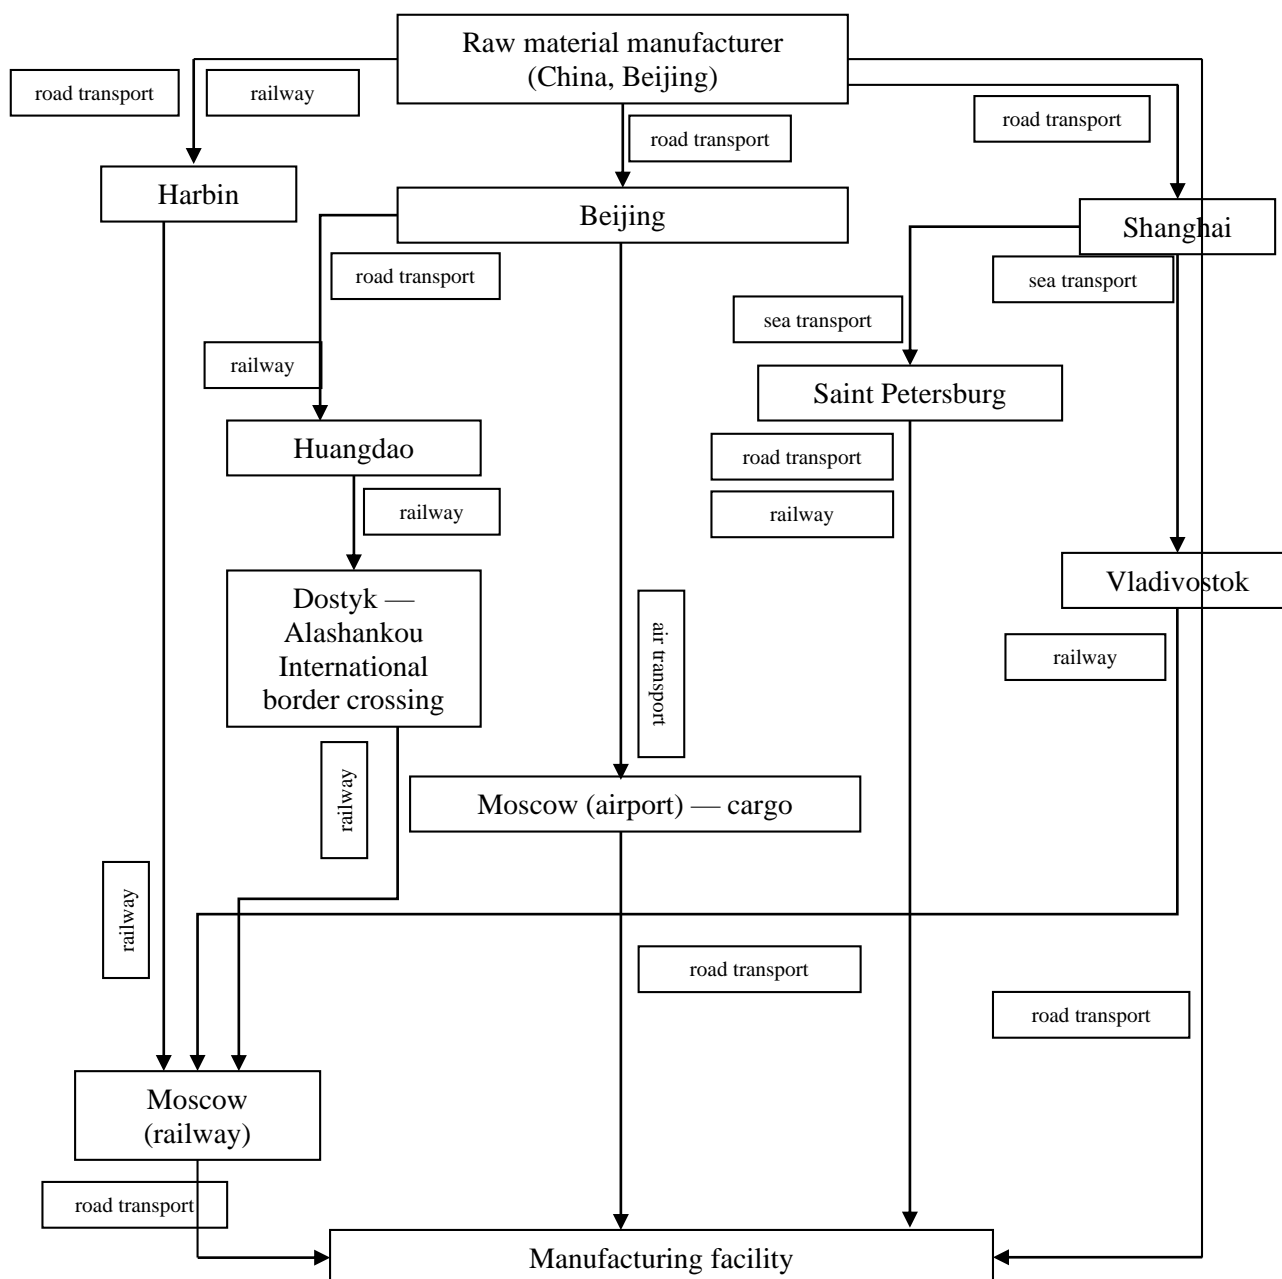 Raw material manufacturer
(China, Beijing)
road transport
railway
road transport
road transport
Harbin
Beijing
Shanghai
road transport
sea transport
sea transport
railway
Saint Petersburg
Huangdao
road transport
railway
railway
Dostyk —
Alashankou
International
border crossing
Vladivostok
air transport
railway
railway
Moscow (airport) — cargo
railway
road transport
road transport
Moscow
(railway)
road transport
Manufacturing facility